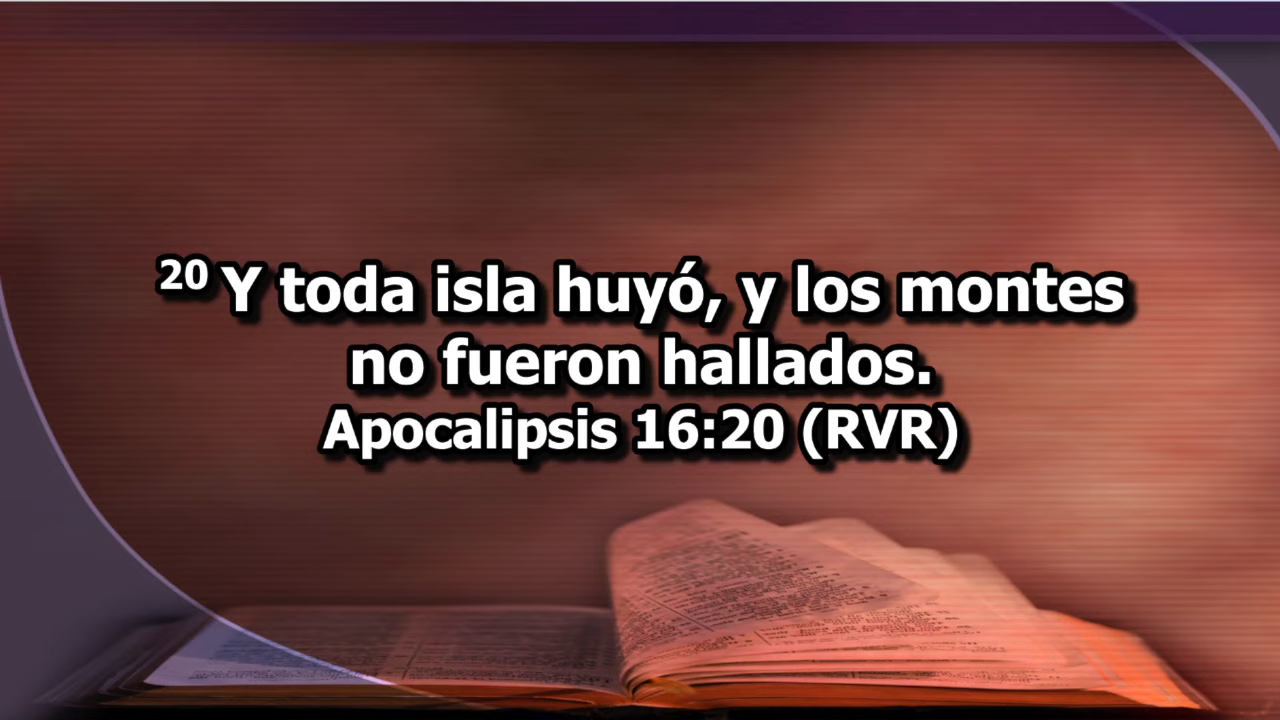 20 Y toda isla huyó, y los montes
no fueron hallados.
Apocalipsis 16:20 (RVR)